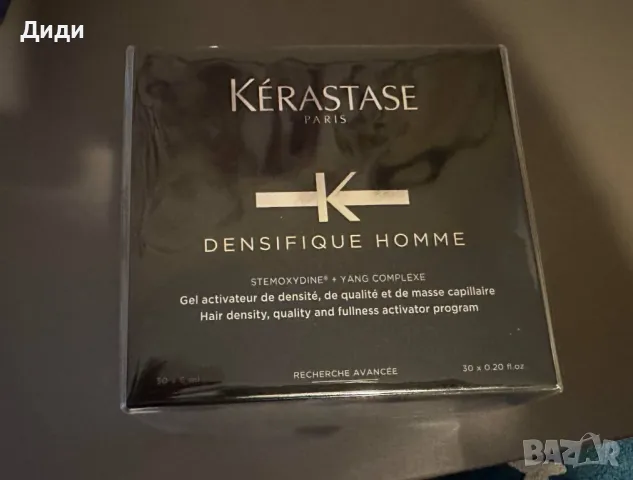 Диди
KÉRASTASE
PARIS
K
DENSIFIQUE HOMME
STEMOXYDINE® + YANG COMPLEXE
Gel activateur de densité, de qualité et de masse capillaire
Hair density, quality and fullness activator program
RECHERCHE AVANCÉE
30 x 0.20 fl.oz
BAZAR